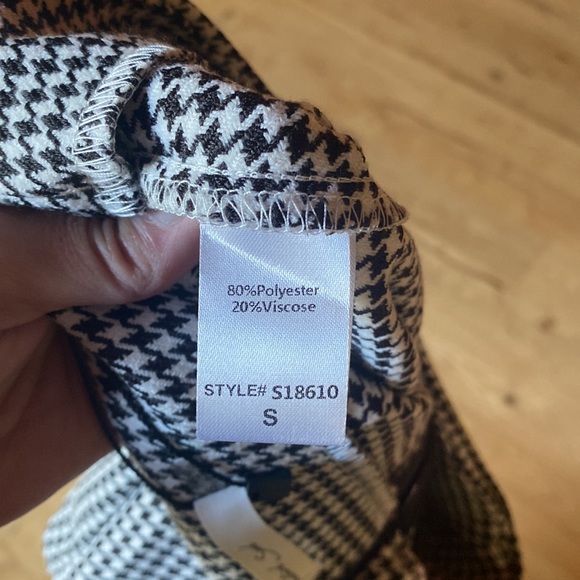 80%Polyester
20%Viscose
STYLE# S18610
S